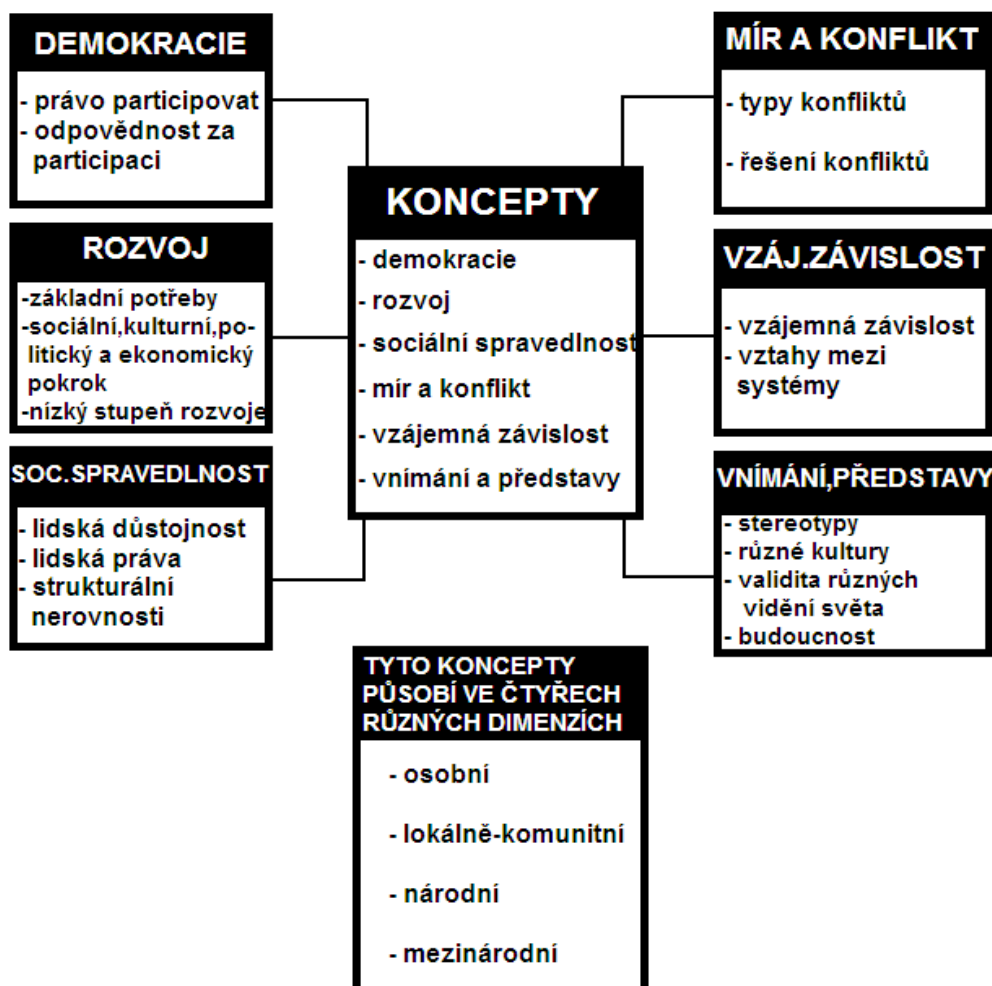 DEMOKRACIE
- právo participovat
- odpovědnost za
participaci
ROZVOJ
-základní potřeby
-sociální,kulturní,po-
litický a ekonomický
pokrok
-nízký stupeň rozvoje
SOC.SPRAVEDLNOST
- lidská důstojnost
- lidská práva
- strukturální
nerovnosti
KONCEPTY
- demokracie
- rozvoj
- sociální spravedlnost
- mír a konflikt
- vzájemná závislost
- vnímání a představy
MÍR A KONFLIKT
- typy konfliktů
- řešení konfliktů
VZÁJ.ZÁVISLOST
- vzájemná závislost
- vztahy mezi
systémy
VNÍMÁNÍ,PŘEDSTAVY
- stereotypy
- různé kultury
- validita různých
vidění světa
- budoucnost
TYTO KONCEPTY
PŮSOBÍ VE ČTYŘECH
RŮZNÝCH DIMENZÍCH
- osobní
- lokálně-komunitní
- národní
- mezinárodní